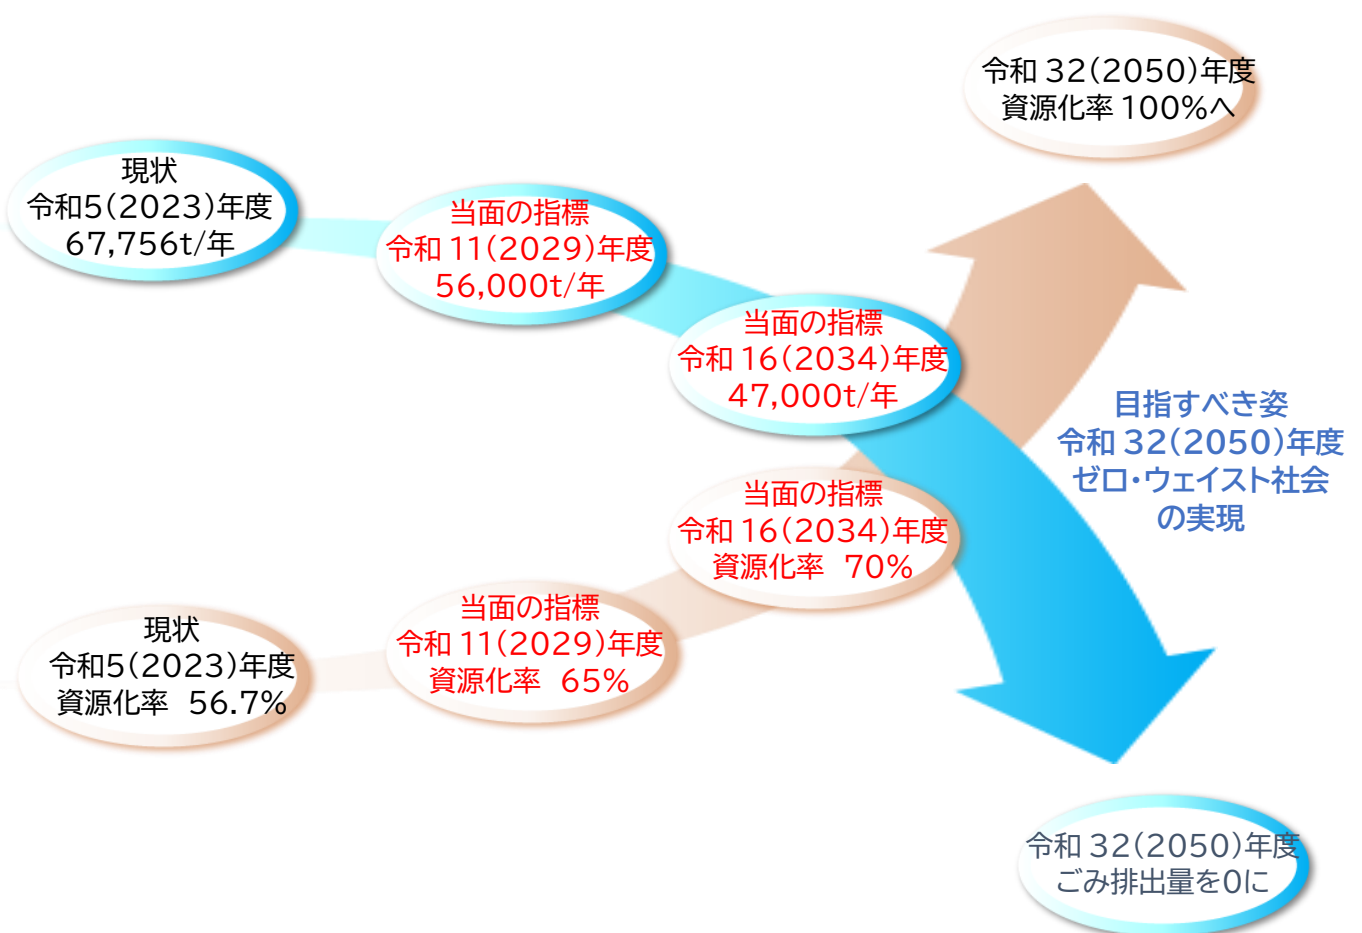 令和 32(2050)年度
資源化率 100%へ
現状
令和5(2023)年度
67,756t/年
当面の指標
令和 11(2029)年度
56,000t/年
当面の指標
令和 16(2034)年度
47,000t/年
目指すべき姿
令和 32(2050)年度
ゼロ・ウェイスト社会
の実現
当面の指標
令和 16(2034)年度
資源化率 70%
当面の指標
令和 11(2029)年度
資源化率 65%
現状
令和5(2023)年度
資源化率 56.7%
令和 32(2050)年度
ごみ排出量を0に